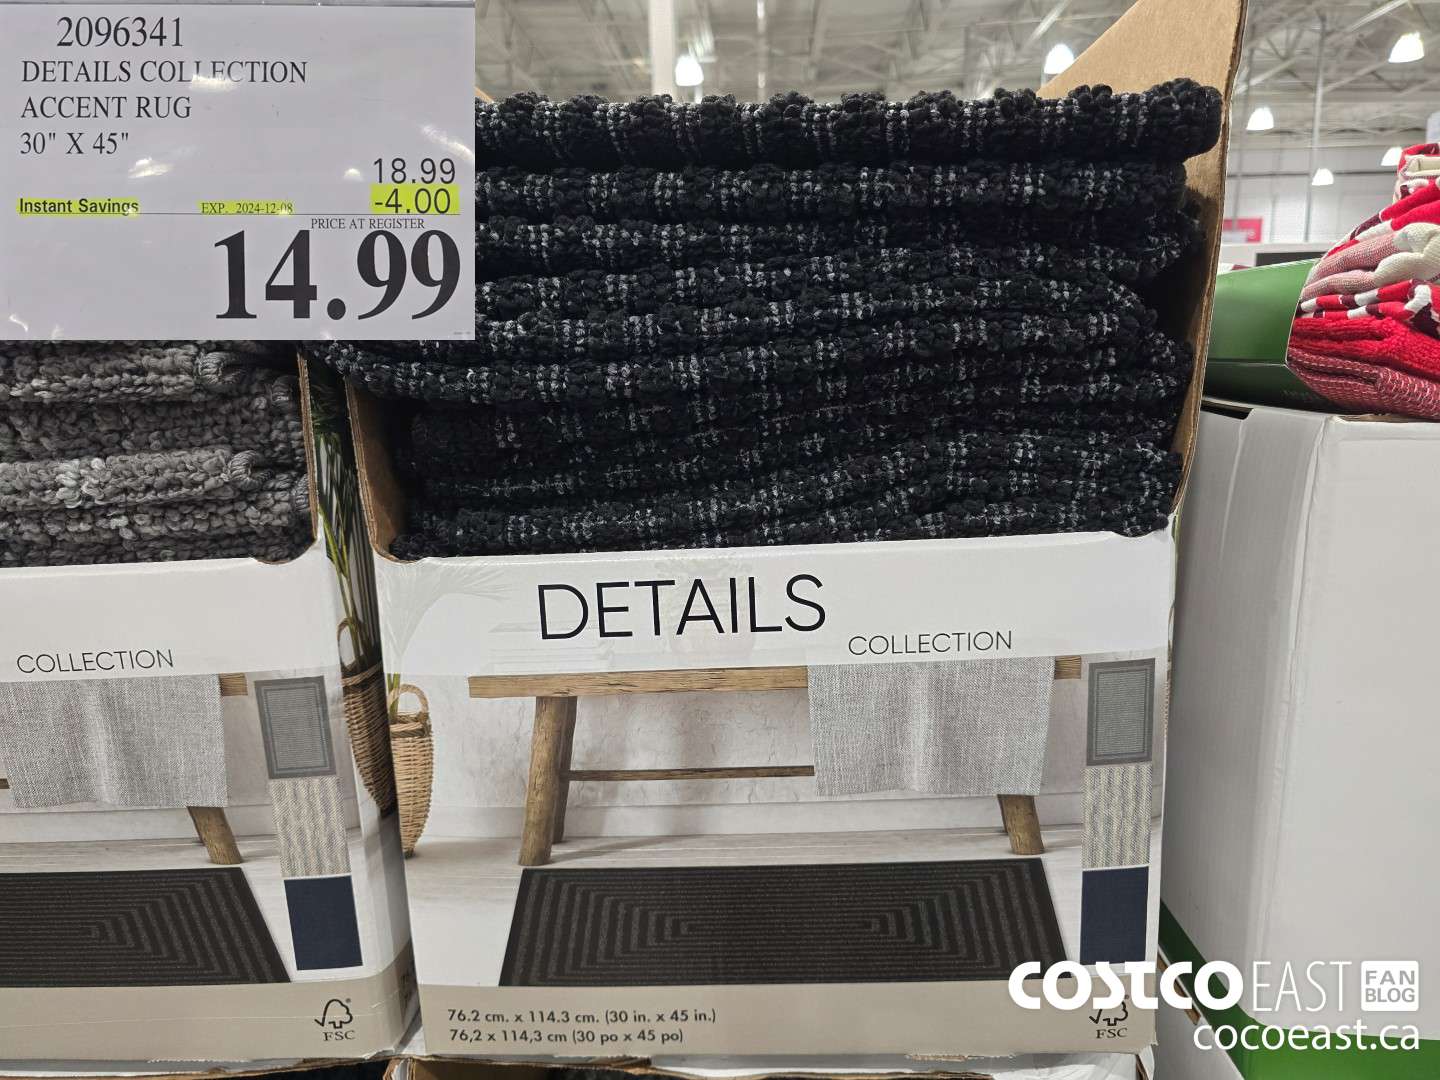 2096341
DETAILS COLLECTION
ACCENT RUG
30" X 45"
18.99
Instant Savings EXP. 2024-12-08 -4.00
PRICE AT REGISTER
14.99
DETAILS
COLLECTION
COLLECTION
76.2 cm. x 114.3 cm. (30 in. x 45 in.)
76,2 x 114,3 cm (30 po x 45 po)
FSC
FSC
COSTCO EAST FAN BLOG
cocoeast.ca